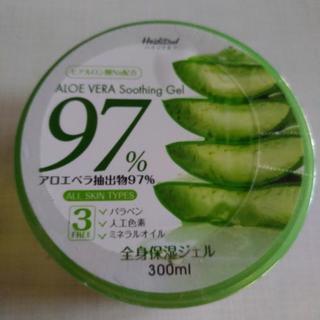 ヒアルロン酸Na配合
ALOE VERA Soothing Gel
97%
アロエベラ抽出物97%
ALL SKIN TYPES
3 FREE
✓ パラベン
✓ 人工色素
✓ ミネラルオイル
全身保湿ジェル
300ml